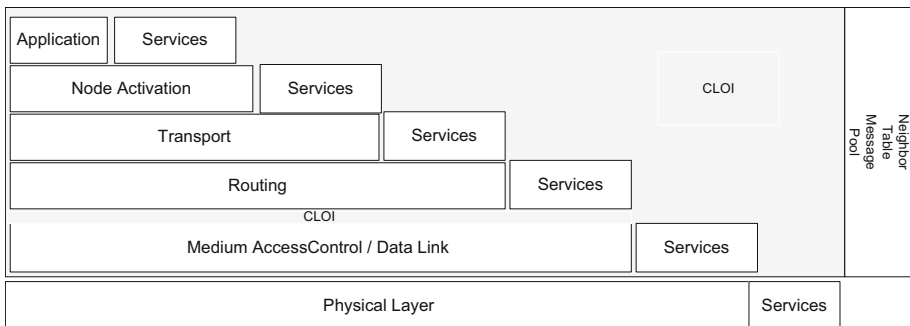 Application
Services
Node Activation
Services
CLOI
Transport
Services
Routing
Services
CLOI
Medium AccessControl / Data Link
Services
Physical Layer
Services
Neighbor
Table
Message
Pool